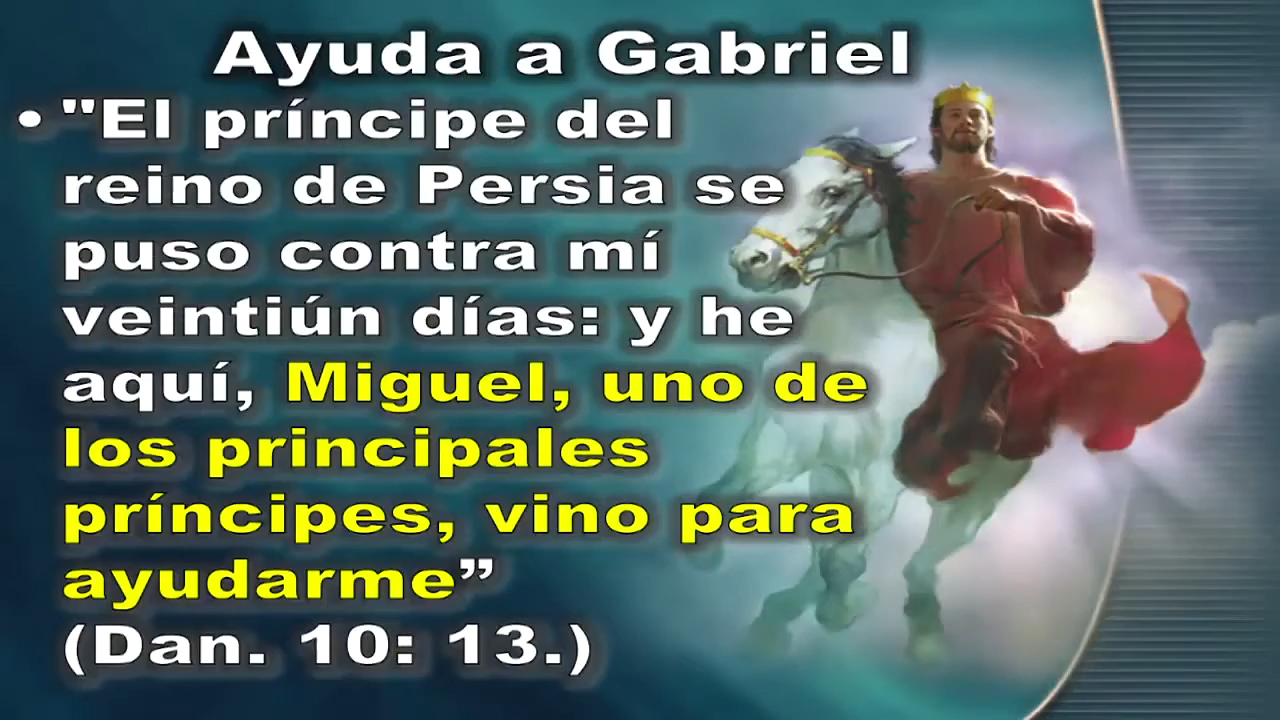 Ayuda a Gabriel
• "El príncipe del
reino de Persia se
puso contra mí
veintiún días: y he
aquí, Miguel, uno de
los principales
príncipes, vino para
ayudarme”
(Dan. 10: 13.)